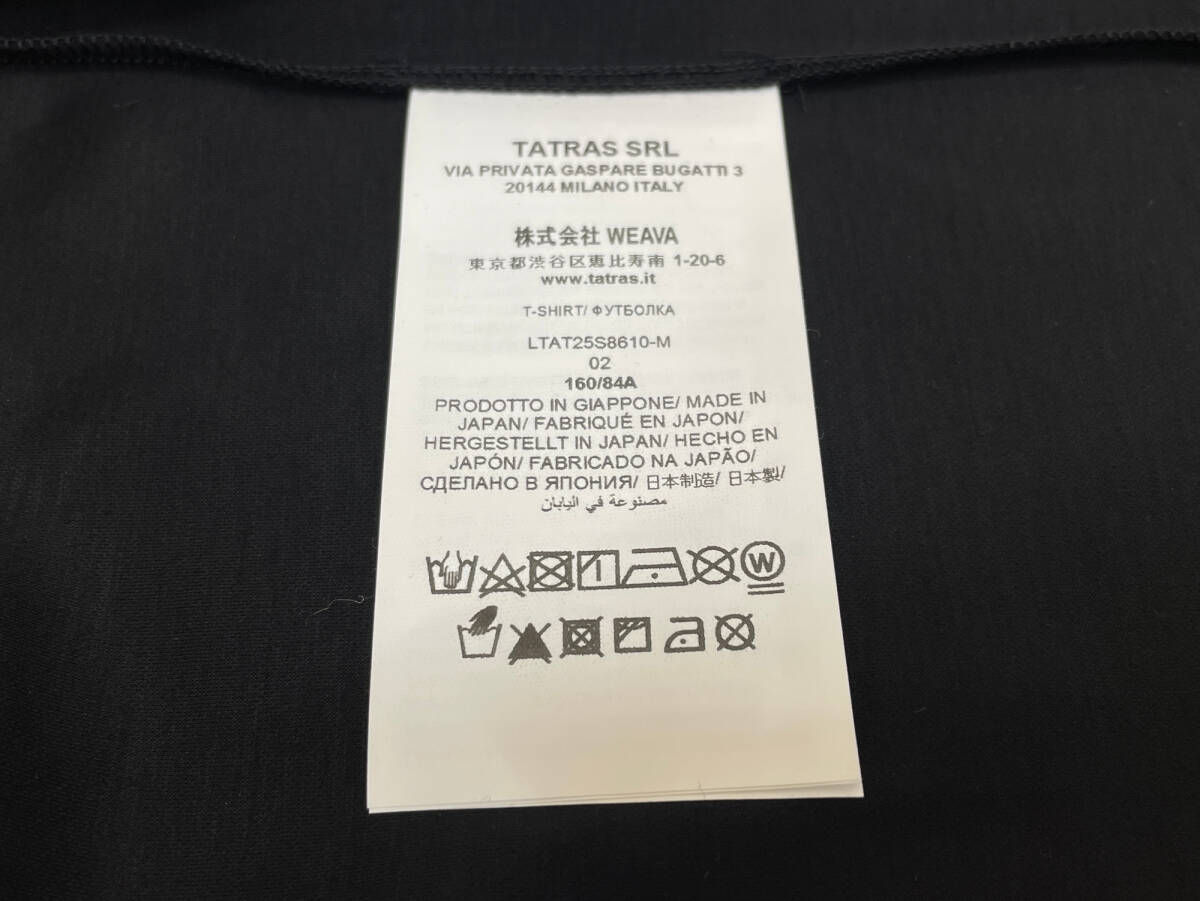 TATRAS SRL
VIA PRIVATA GASPARE BUGATTI 3
20144 MILANO ITALY
株式会社 WEAVA
東京都渋谷区恵比寿南 1-20-6
www.tatras.it
T-SHIRT/ ФУТБОЛКА
LTAT25S8610-M
02
160/84A
PRODOTTO IN GIAPPONE/ MADE IN
JAPAN/ FABRIQUÉ EN JAPON/
HERGESTELLT IN JAPAN/ HECHO EN
JAPÓN/ FABRICADO NA JAPÃO/
СДЕЛАНО В ЯПОНИЯ/ 日本制造/ 日本製/
مصنوعة في اليابان
W